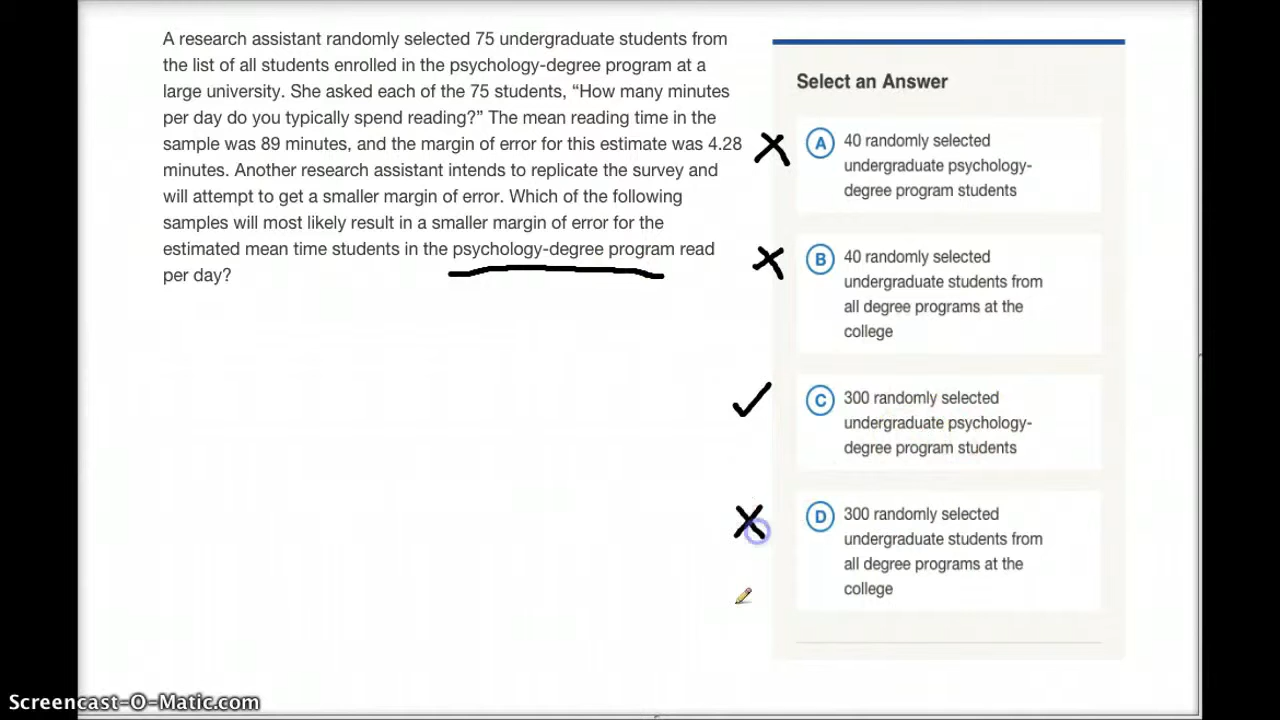 A research assistant randomly selected 75 undergraduate students from
the list of all students enrolled in the psychology-degree program at a
large university. She asked each of the 75 students, “How many minutes
per day do you typically spend reading?” The mean reading time in the
sample was 89 minutes, and the margin of error for this estimate was 4.28
minutes. Another research assistant intends to replicate the survey and
will attempt to get a smaller margin of error. Which of the following
samples will most likely result in a smaller margin of error for the
estimated mean time students in the psychology-degree program read
per day?
Select an Answer
A 40 randomly selected
undergraduate psychology-
degree program students
B 40 randomly selected
undergraduate students from
all degree programs at the
college
C 300 randomly selected
undergraduate psychology-
degree program students
D 300 randomly selected
undergraduate students from
all degree programs at the
college
Screencast-O-Matic.com